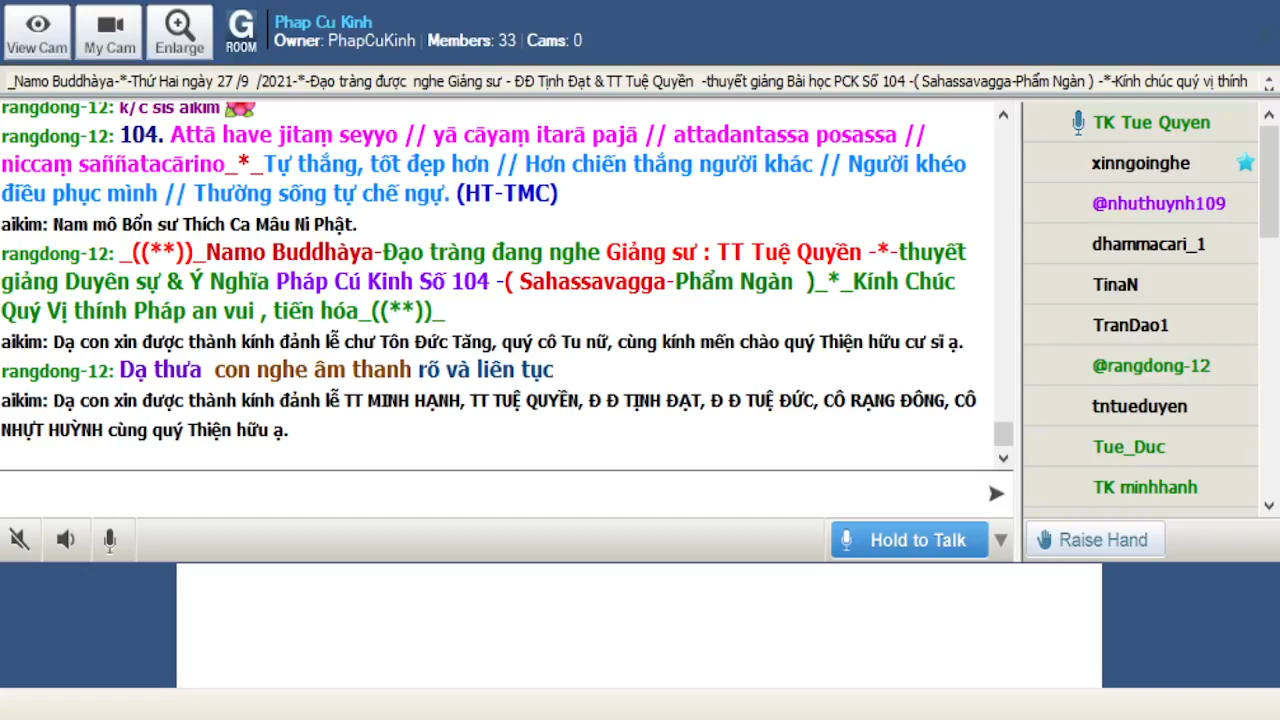 View Cam
My Cam
Enlarge
G
ROOM
Phap Cu Kinh
Owner: PhapCuKinh | Members: 33 | Cams: 0
_Namo Buddhàya-*-Thứ Hai ngày 27 /9 /2021-*-Đạo tràng được nghe Giảng sư - ĐĐ Tịnh Đạt & TT Tuệ Quyền -thuyết giảng Bài học PCK Số 104 -( Sahassavagga-Phẩm Ngàn ) -*-Kính chúc quý vị thính
rangdong-12: k/c sis aikim
rangdong-12: 104. Attā have jitaṃ seyyo // yā cāyaṃ itarā pajā // attadantassa posassa //
niccaṃ saññatacārino_*_Tự thắng, tốt đẹp hơn // Hơn chiến thắng người khác // Người khéo
điều phục mình // Thường sống tự chế ngự. (HT-TMC)
aikim: Nam mô Bổn sư Thích Ca Mâu Ni Phật.
rangdong-12: _((**))_Namo Buddhàya-Đạo tràng đang nghe Giảng sư : TT Tuệ Quyền -*-thuyết
giảng Duyên sự & Ý Nghĩa Pháp Cú Kinh Số 104 -( Sahassavagga-Phẩm Ngàn )_*_Kính Chúc
Quý Vị thính Pháp an vui , tiến hóa_((**))_
aikim: Dạ con xin được thành kính đảnh lễ chư Tôn Đức Tăng, quý cô Tu nữ, cùng kính mến chào quý Thiện hữu cư sĩ ạ.
rangdong-12: Dạ thưa con nghe âm thanh rõ và liên tục
aikim: Dạ con xin được thành kính đảnh lễ TT MINH HẠNH, TT TUỆ QUYỀN, Đ Đ TỊNH ĐẠT, Đ Đ TUỆ ĐỨC, CÔ RẠNG ĐÔNG, CÔ
NHỰT HUỲNH cùng quý Thiện hữu ạ.
TK Tue Quyen
xinngoinghe
@nhuthuynh109
dhammacari_1
TinaN
TranDao1
@rangdong-12
tntueduyen
Tue_Duc
TK minhhanh
Hold to Talk
Raise Hand